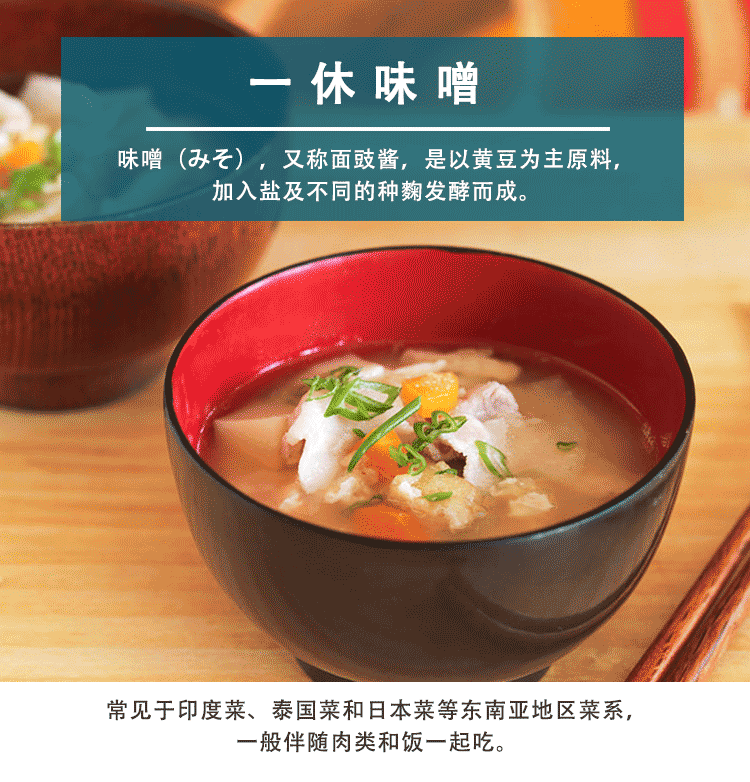 一休味噌
味噌（みそ），又称面豉酱，是以黄豆为主原料，
加入盐及不同的种麴发酵而成。
常见于印度菜、泰国菜和日本菜等东南亚地区菜系，
一般伴随肉类和饭一起吃。